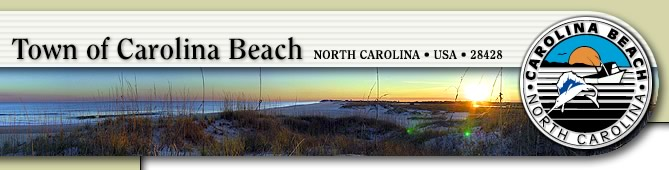 Town of Carolina Beach NORTH CAROLINA • USA • 28428
CAROLINA BEACH
• NORTH CAROLINA •